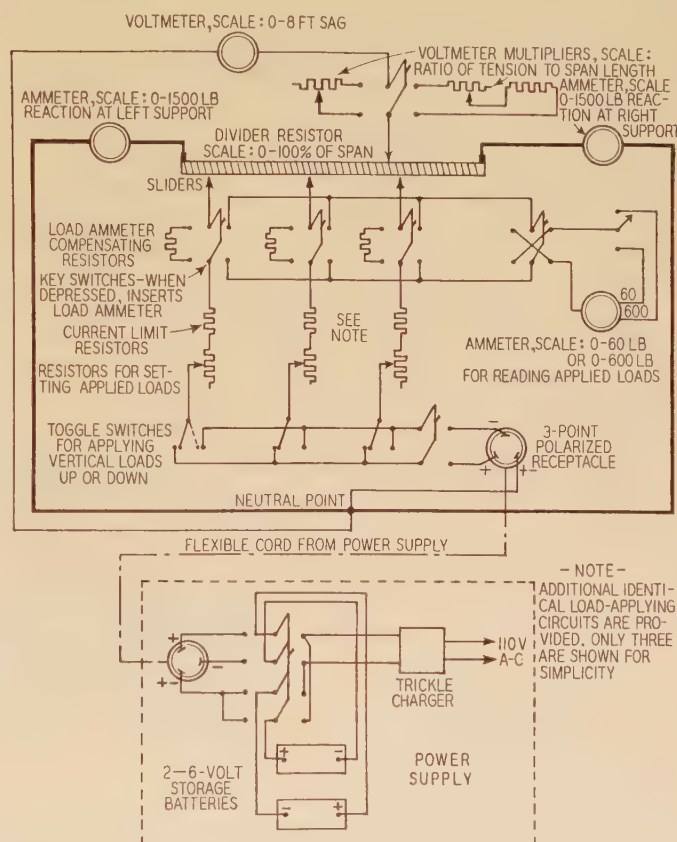 VOLTMETER, SCALE: 0-8 FT SAG
VOLTMETER MULTIPLIERS, SCALE:
RATIO OF TENSION TO SPAN LENGTH
AMMETER, SCALE: 0-1500 LB
REACTION AT LEFT SUPPORT
AMMETER, SCALE
0-1500 LB REAC-
TION AT RIGHT
SUPPORT
DIVIDER RESISTOR
SCALE: 0-100% OF SPAN
SLIDERS
LOAD AMMETER
COMPENSATING
RESISTORS
KEY SWITCHES-WHEN
DEPRESSED, INSERTS
LOAD AMMETER
CURRENT LIMIT
RESISTORS
SEE
NOTE
60
600
AMMETER, SCALE: 0-60 LB
OR 0-600 LB
FOR READING APPLIED LOADS
RESISTORS FOR SET-
TING APPLIED LOADS
TOGGLE SWITCHES
FOR APPLYING
VERTICAL LOADS
UP OR DOWN
-
+
+-
3-POINT
POLARIZED
RECEPTACLE
NEUTRAL POINT
FLEXIBLE CORD FROM POWER SUPPLY
-NOTE-
ADDITIONAL IDENTI-
CAL LOAD-APPLYING
CIRCUITS ARE PRO-
VIDED. ONLY THREE
ARE SHOWN FOR
SIMPLICITY
+
-
+-
110V
A-C
TRICKLE
CHARGER
+ -
2-6-VOLT
STORAGE
BATTERIES
- +
POWER
SUPPLY